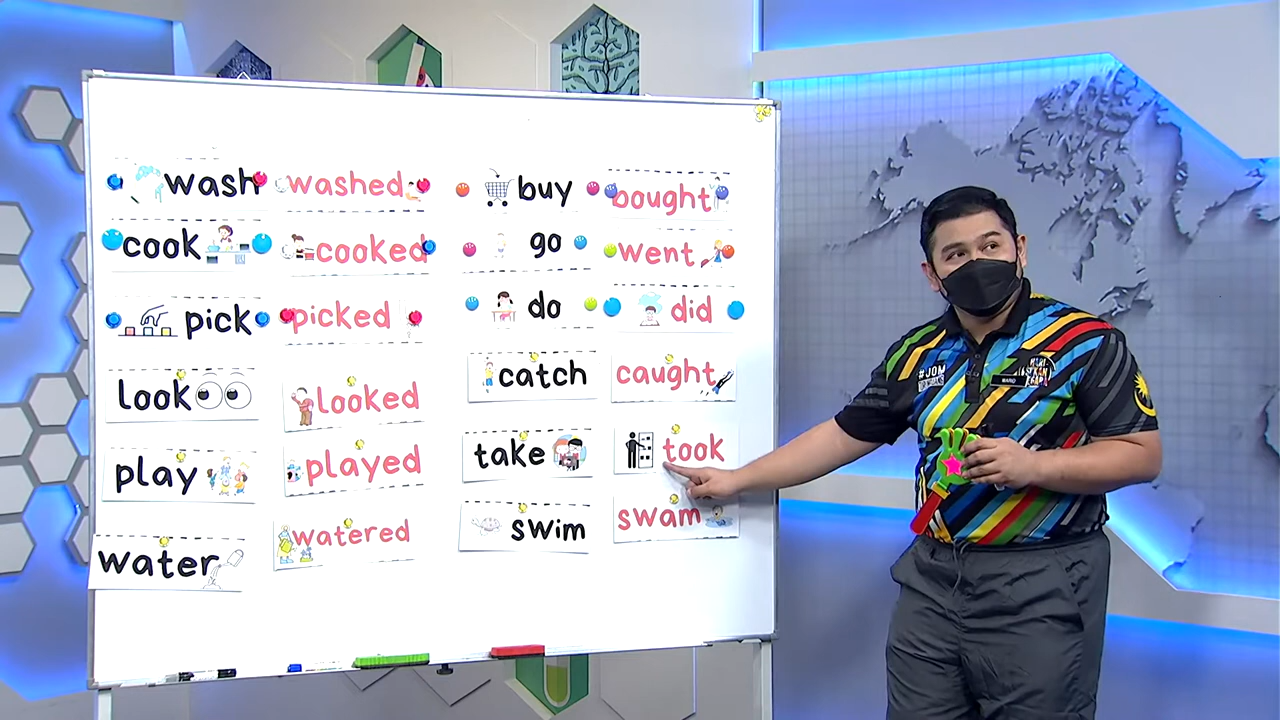 wash washed buy bought
cook cooked go went
pick picked do did
Look Looked catch caught
play played take took
water watered swim swam
#JOM